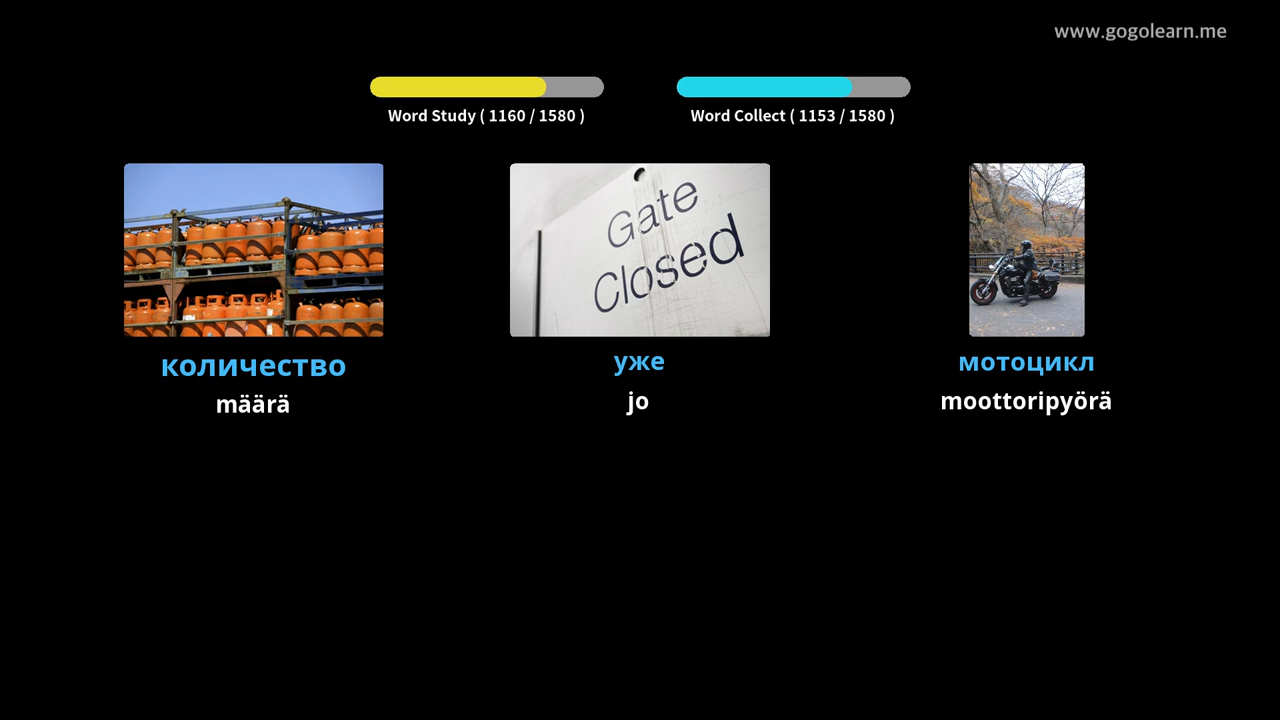 www.gogolearn.me
Word Study ( 1160 / 1580 )
Word Collect ( 1153 / 1580 )
Gate
Closed
количество
уже
мотоцикл
määrä
jo
moottoripyörä